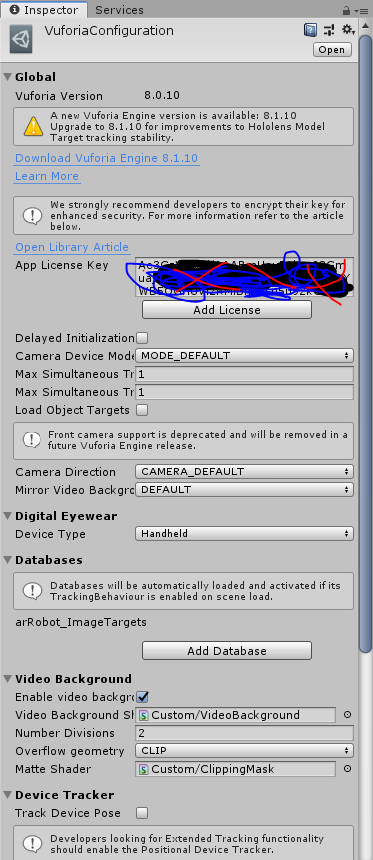 Inspector
Services
VuforiaConfiguration
Open
Global
Vuforia Version 8.0.10
A new Vuforia Engine version is available: 8.1.10
Upgrade to 8.1.10 for improvements to Hololens Model
Target tracking stability.
Download Vuforia Engine 8.1.10
Learn More
We strongly recommend developers to encrypt their key for
enhanced security. For more information refer to the article
below.
Open Library Article
App License Key
Add License
Delayed Initialization
Camera Device Mode MODE_DEFAULT
Max Simultaneous Tr 1
Max Simultaneous Tr 1
Load Object Targets
Front camera support is deprecated and will be removed in a
future Vuforia Engine release.
Camera Direction CAMERA_DEFAULT
Mirror Video Backgro DEFAULT
Digital Eyewear
Device Type Handheld
Databases
Databases will be automatically loaded and activated if its
TrackingBehaviour is enabled on scene load.
arRobot_ImageTargets
Add Database
Video Background
Enable video backgro
Video Background Sh Custom/VideoBackground
Number Divisions 2
Overflow geometry CLIP
Matte Shader Custom/ClippingMask
Device Tracker
Track Device Pose
Developers looking for Extended Tracking functionality
should enable the Positional Device Tracker.